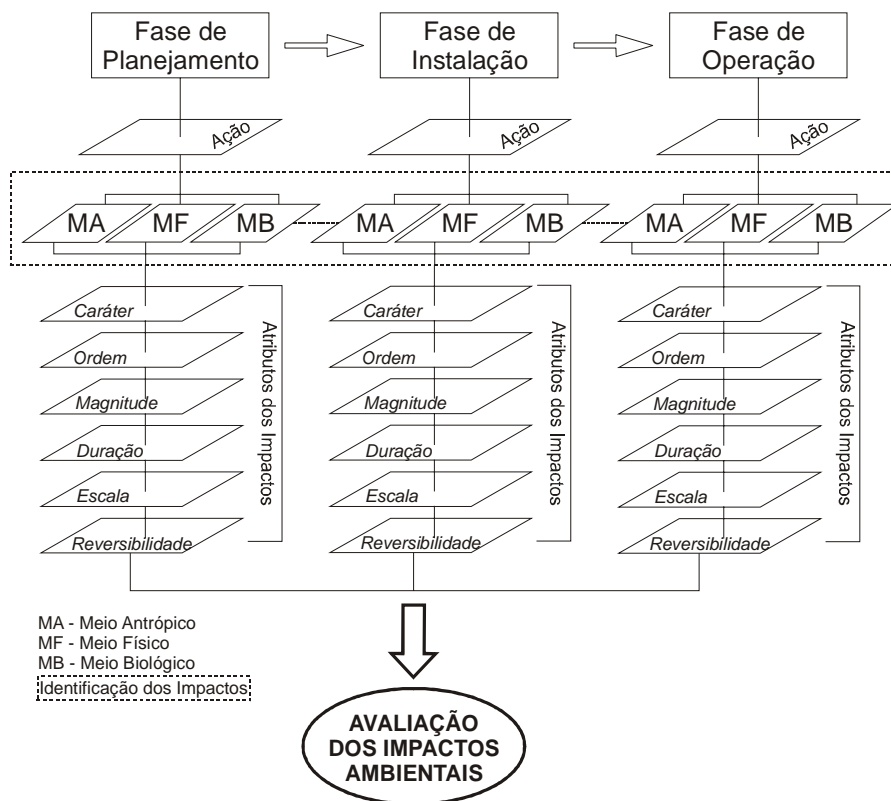 Fase de
Planejamento
Fase de
Instalação
Fase de
Operação
Ação
Ação
Ação
MA MF MB MA MF MB MA MF MB
Caráter
Ordem
Magnitude
Duração
Escala
Reversibilidade
Atributos dos Impactos
Caráter
Ordem
Magnitude
Duração
Escala
Reversibilidade
Atributos dos Impactos
Caráter
Ordem
Magnitude
Duração
Escala
Reversibilidade
Atributos dos Impactos
MA - Meio Antrópico
MF - Meio Físico
MB - Meio Biológico
Identificação dos Impactos
AVALIAÇÃO
DOS IMPACTOS
AMBIENTAIS